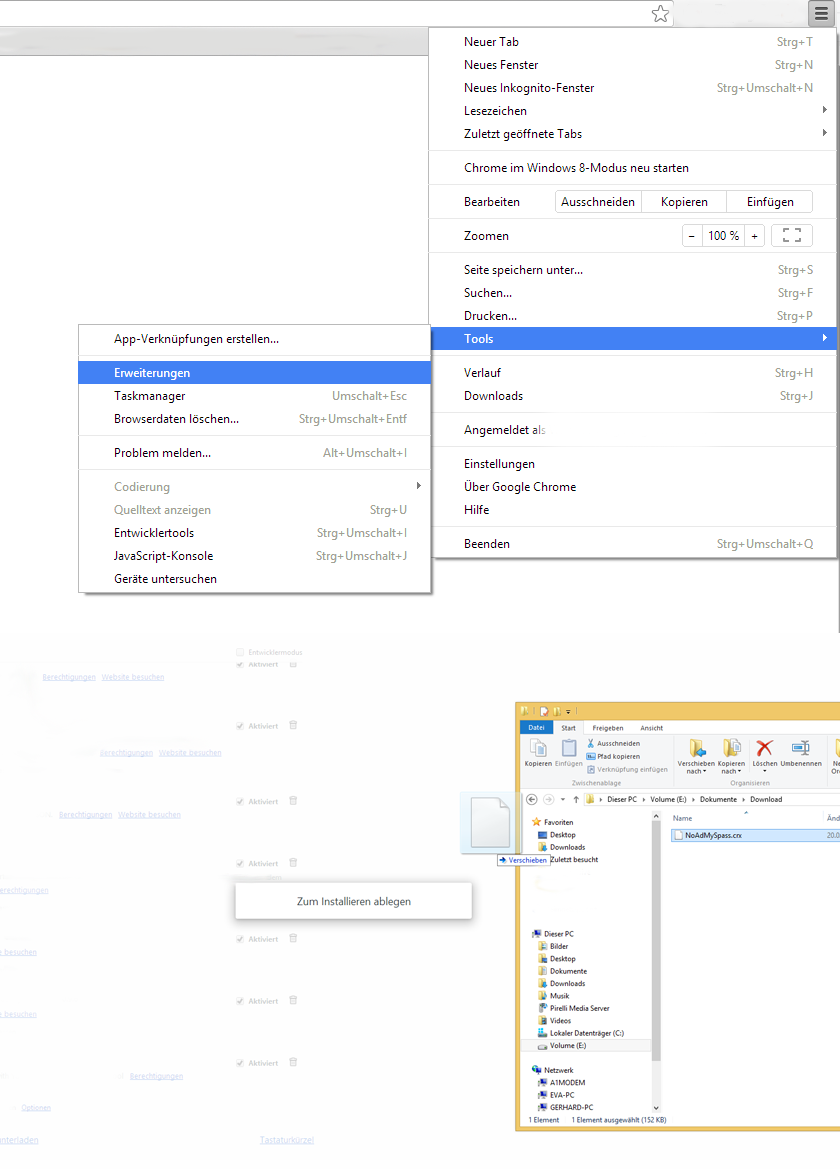 Neuer Tab Strg+T
Neues Fenster Strg+N
Neues Inkognito-Fenster Strg+Umschalt+N
Lesezeichen
Zuletzt geöffnete Tabs
Chrome im Windows 8-Modus neu starten
Bearbeiten Ausschneiden Kopieren Einfügen
Zoomen − 100 % +
Seite speichern unter... Strg+S
Suchen... Strg+F
Drucken... Strg+P
Tools
Verlauf Strg+H
Downloads Strg+J
Angemeldet als
Einstellungen
Über Google Chrome
Hilfe
Beenden Strg+Umschalt+Q
App-Verknüpfungen erstellen...
Erweiterungen
Taskmanager Umschalt+Esc
Browserdaten löschen... Strg+Umschalt+Entf
Problem melden... Alt+Umschalt+I
Codierung
Quelltext anzeigen Strg+U
Entwicklertools Strg+Umschalt+I
JavaScript-Konsole Strg+Umschalt+J
Geräte untersuchen
Entwicklermodus
Aktiviert
Berechtigungen Website besuchen
Aktiviert
Berechtigungen Website besuchen
Aktiviert
Berechtigungen Website besuchen
Aktiviert
erechtigungen
Zum Installieren ablegen
Aktiviert
e besuchen
Aktiviert
e besuchen
Aktiviert
Berechtigungen
Optionen
nterladen
Tastaturkürzel
Verschieben
Datei Start Freigeben Ansicht
Kopieren Einfügen
Ausschneiden
Pfad kopieren
Verknüpfung einfügen
Zwischenablage
Verschieben nach
Kopieren nach
Löschen
Umbenennen
Organisieren
Ne
Or
Dieser PC Volume (E:) Dokumente Download
Name Änd
NoAdMySpass.crx 20.0
Favoriten
Desktop
Downloads
Zuletzt besucht
Dieser PC
Bilder
Desktop
Dokumente
Downloads
Musik
Pirelli Media Server
Videos
Lokaler Datenträger (C:)
Volume (E:)
Netzwerk
A1MODEM
EVA-PC
GERHARD-PC
1 Element 1 Element ausgewählt (152 KB)